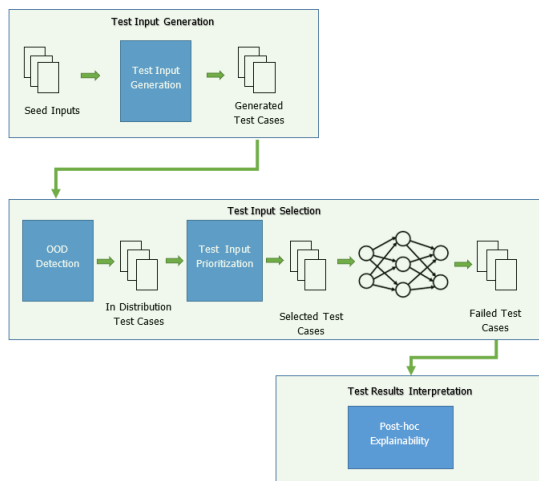 Test Input Generation
Test Input
Generation
Seed Inputs
Generated
Test Cases
Test Input Selection
OOD
Detection
In Distribution
Test Cases
Test Input
Prioritization
Selected Test
Cases
Failed Test
Cases
Test Results Interpretation
Post-hoc
Explainability